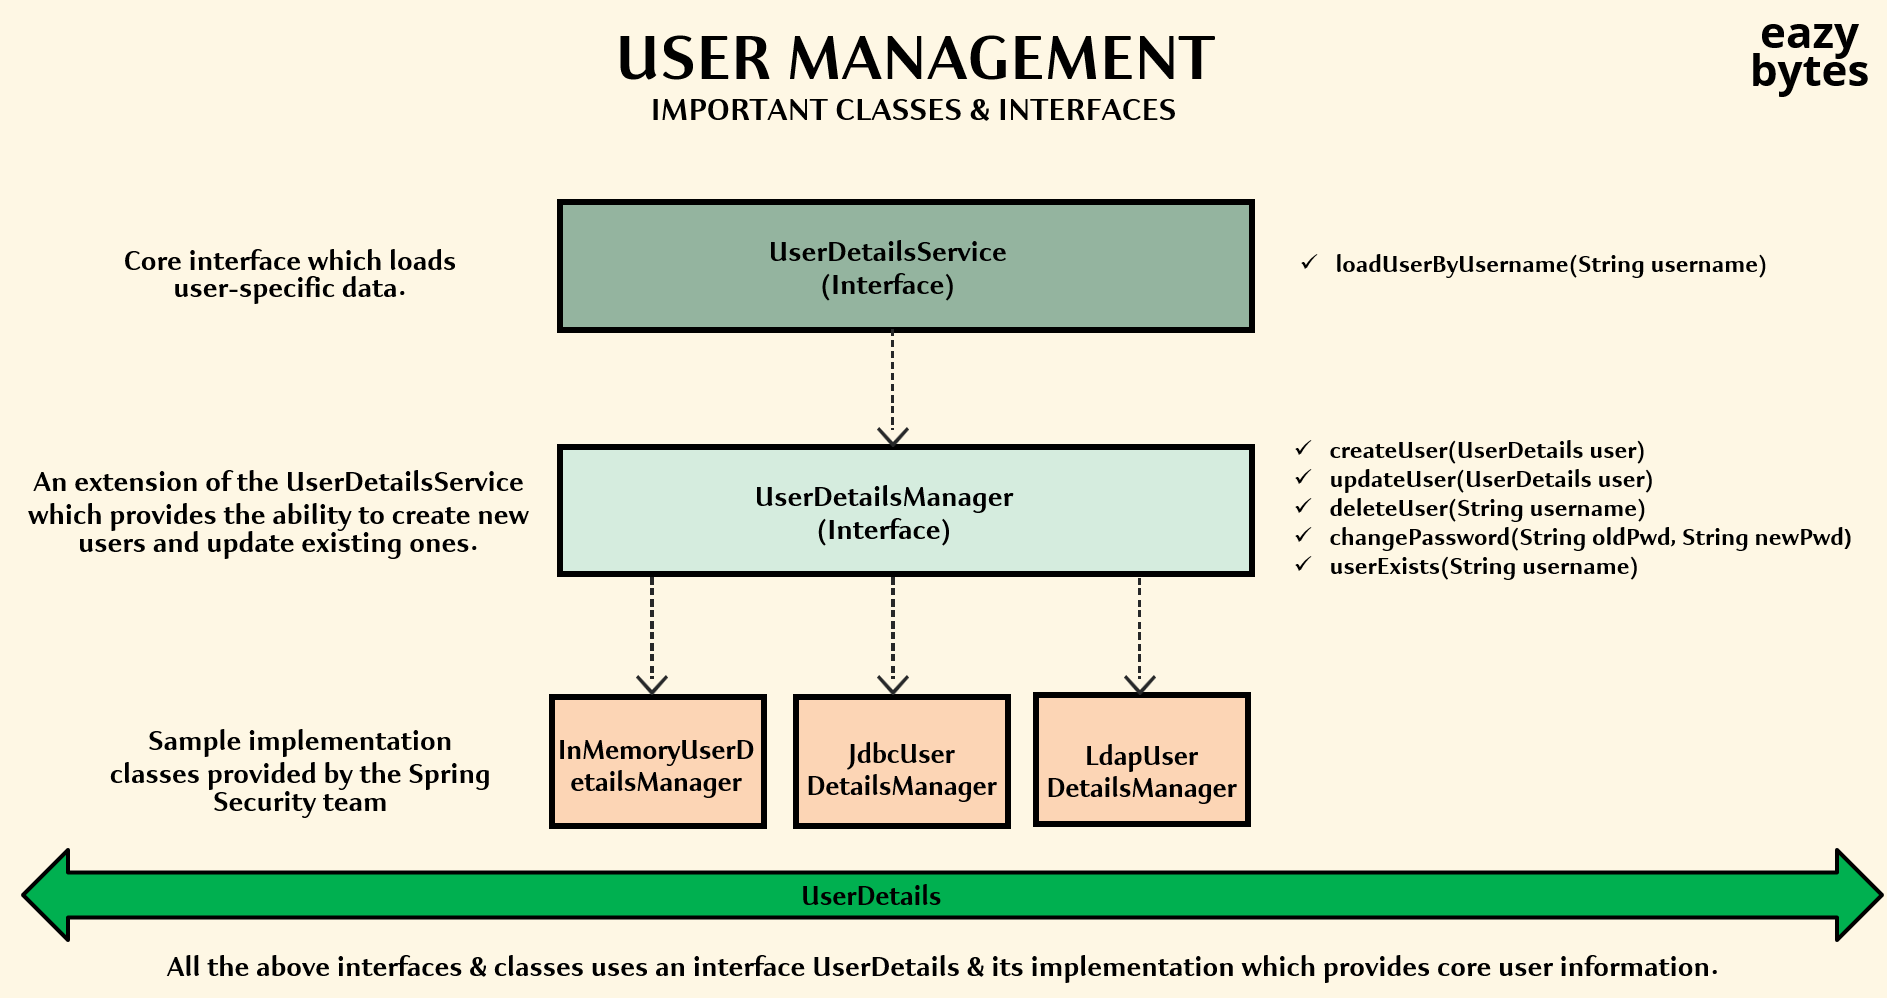 USER MANAGEMENT
IMPORTANT CLASSES & INTERFACES
eazy
bytes
Core interface which loads
user-specific data.
UserDetailsService
(Interface)
✓ loadUserByUsername(String username)
An extension of the UserDetailsService
which provides the ability to create new
users and update existing ones.
UserDetailsManager
(Interface)
✓ createUser(UserDetails user)
✓ updateUser(UserDetails user)
✓ deleteUser(String username)
✓ changePassword(String oldPwd, String newPwd)
✓ userExists(String username)
Sample implementation
classes provided by the Spring
Security team
InMemoryUserD
etailsManager
JdbcUser
DetailsManager
LdapUser
DetailsManager
UserDetails
All the above interfaces & classes uses an interface UserDetails & its implementation which provides core user information.